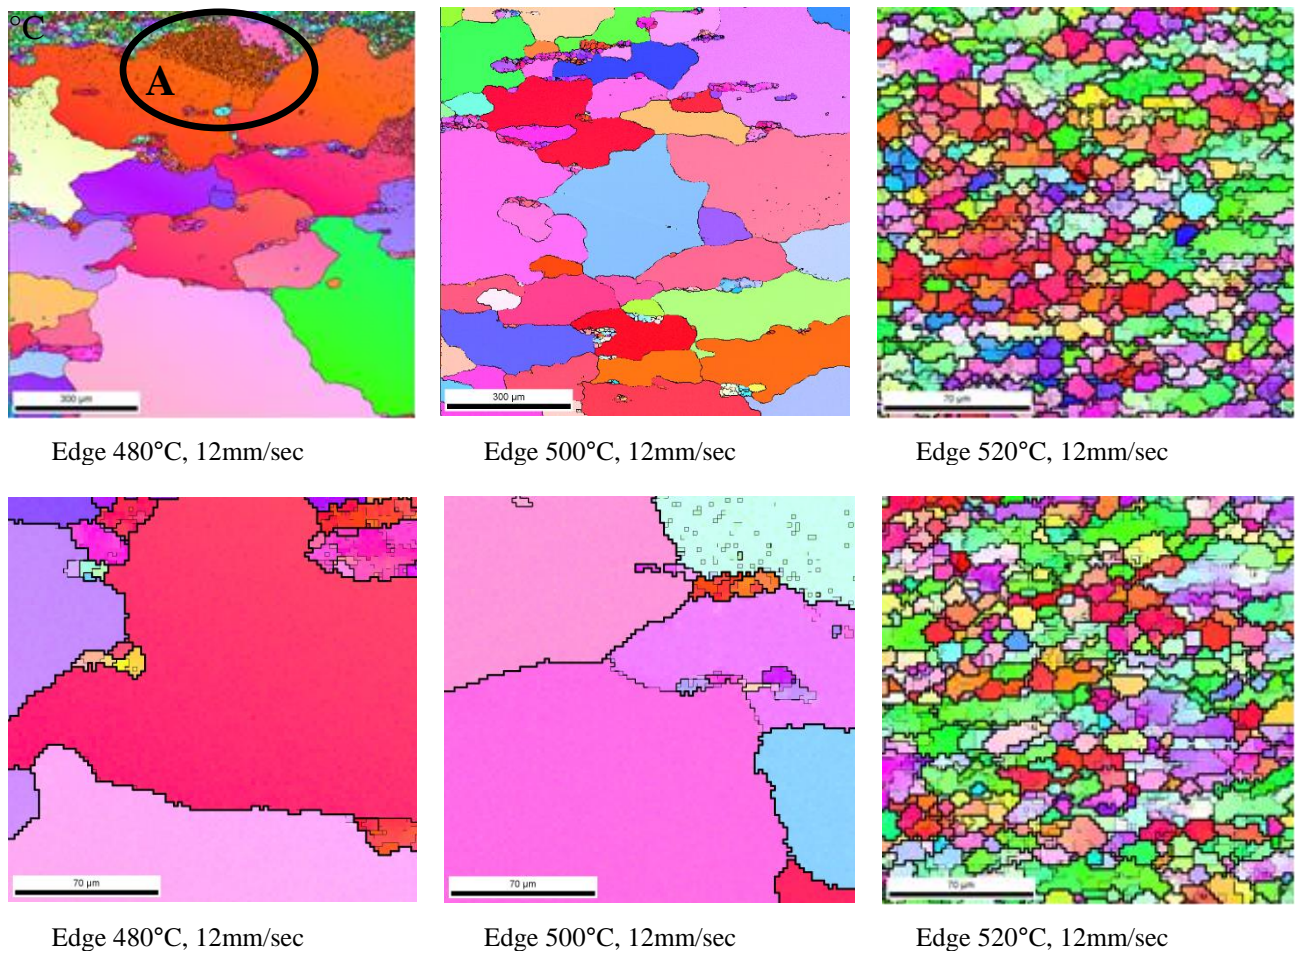 °C
A
300 µm
300 µm
70 µm
Edge 480°C, 12mm/sec
Edge 500°C, 12mm/sec
Edge 520°C, 12mm/sec
70 µm
70 µm
70 µm
Edge 480°C, 12mm/sec
Edge 500°C, 12mm/sec
Edge 520°C, 12mm/sec